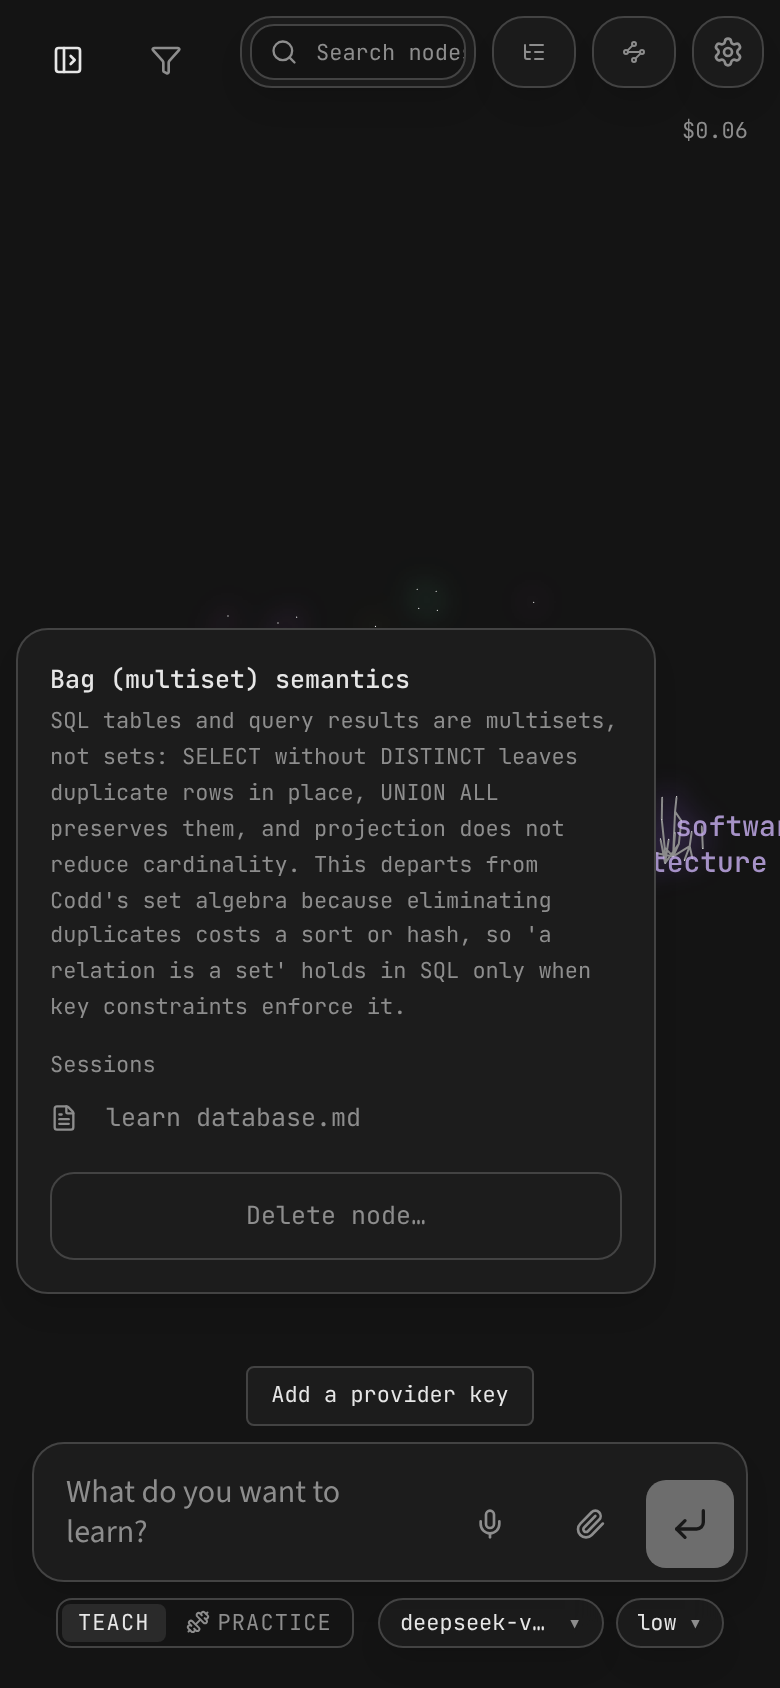 Search node
$0.06
Bag (multiset) semantics
SQL tables and query results are multisets,
not sets: SELECT without DISTINCT leaves
duplicate rows in place, UNION ALL
preserves them, and projection does not
reduce cardinality. This departs from
Codd's set algebra because eliminating
duplicates costs a sort or hash, so 'a
relation is a set' holds in SQL only when
key constraints enforce it.
softwar
tecture
Sessions
learn database.md
Delete node…
Add a provider key
What do you want to
learn?
TEACH PRACTICE deepseek-v… low